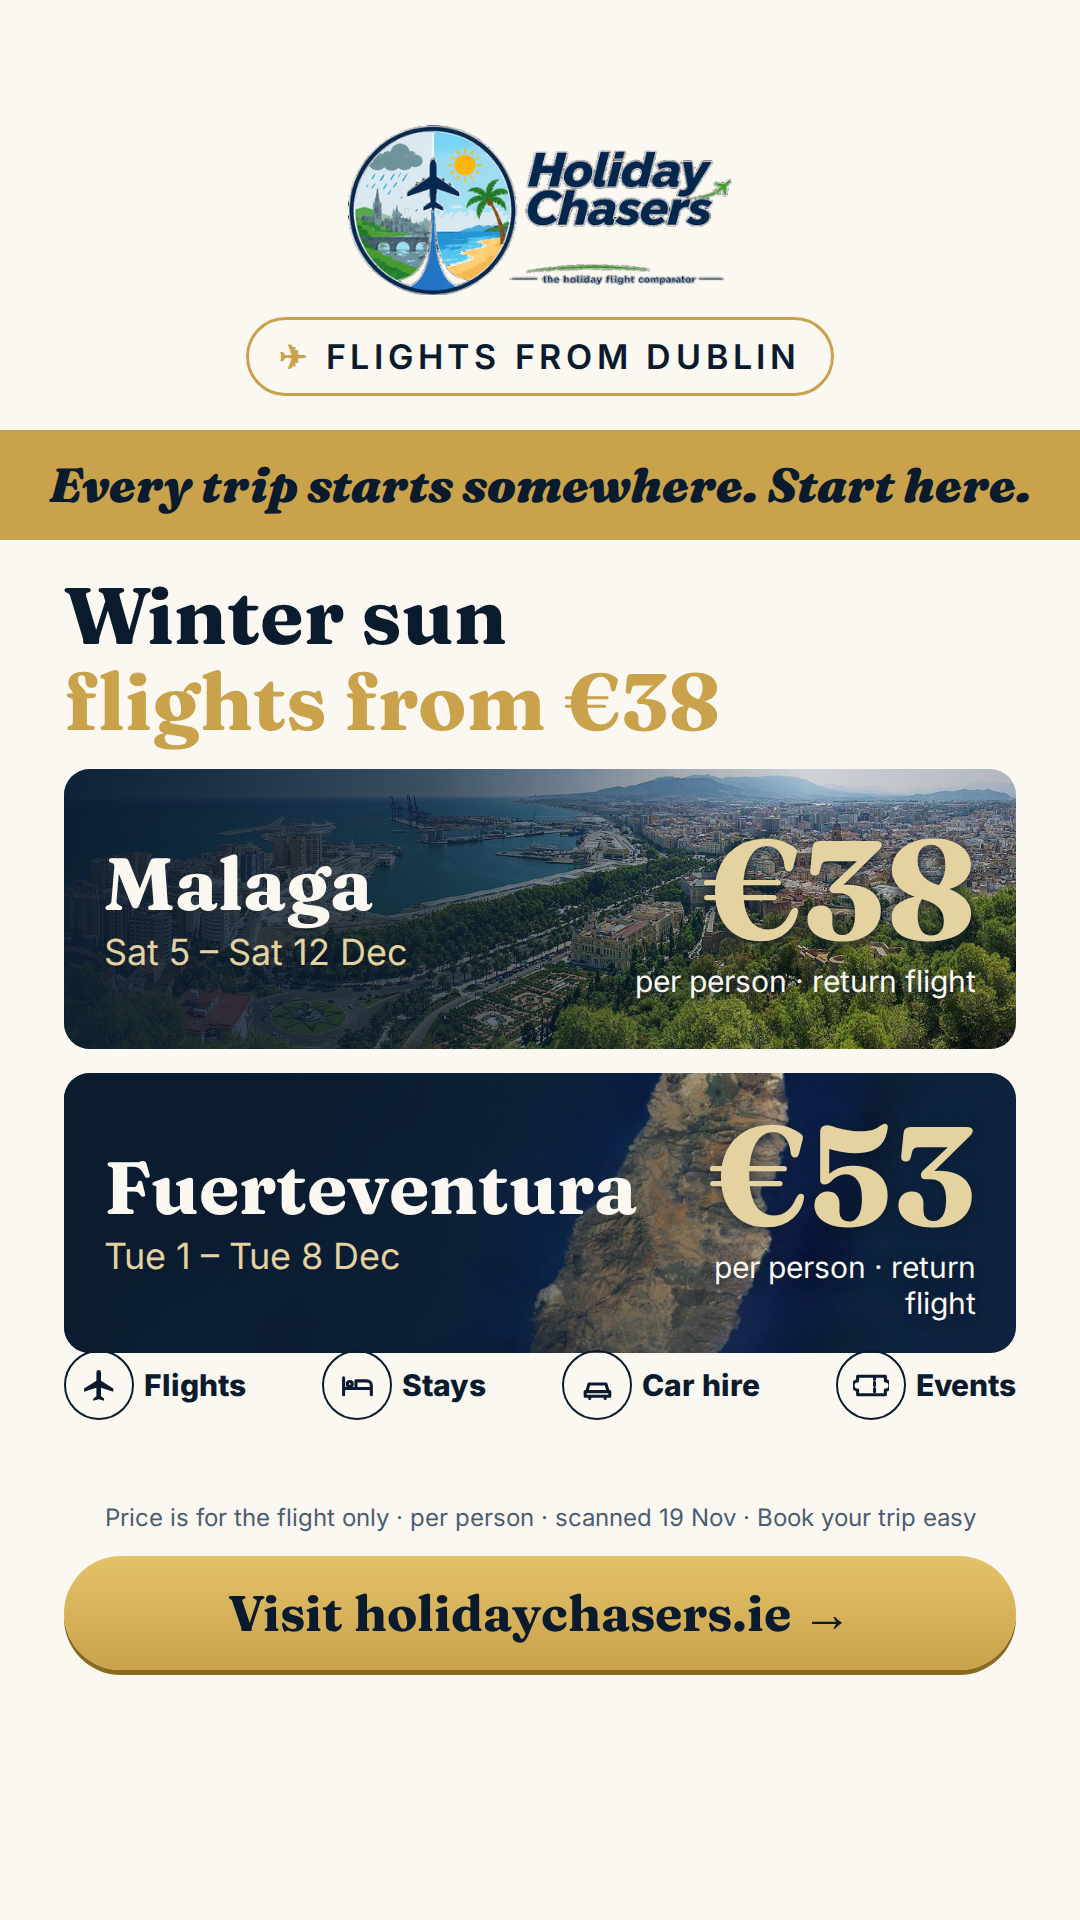 Holiday
Chasers
the holiday flight comparator
✈ FLIGHTS FROM DUBLIN
Every trip starts somewhere. Start here.
Winter sun
flights from €38
Malaga
Sat 5 – Sat 12 Dec
€38
per person · return flight
Fuerteventura
Tue 1 – Tue 8 Dec
€53
per person · return
flight
Flights
Stays
Car hire
Events
Price is for the flight only · per person · scanned 19 Nov · Book your trip easy
Visit holidaychasers.ie →